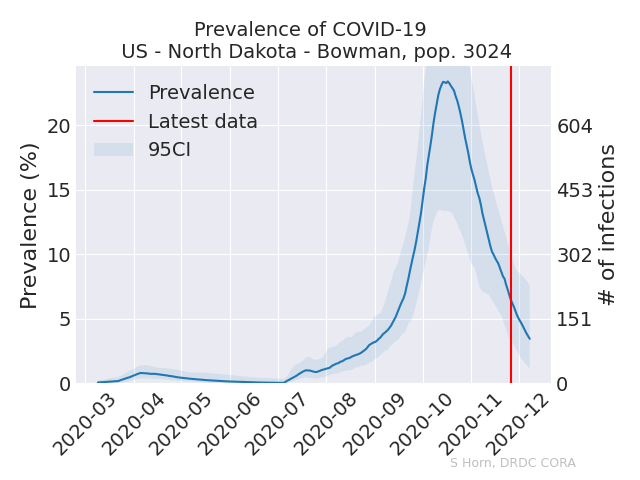 Prevalence of COVID-19
US - North Dakota - Bowman, pop. 3024
Prevalence
Latest data
95CI
Prevalence (%)
20
15
10
5
0
604
453
302
151
0
# of infections
2020-03
2020-04
2020-05
2020-06
2020-07
2020-08
2020-09
2020-10
2020-11
2020-12
S Horn, DRDC CORA